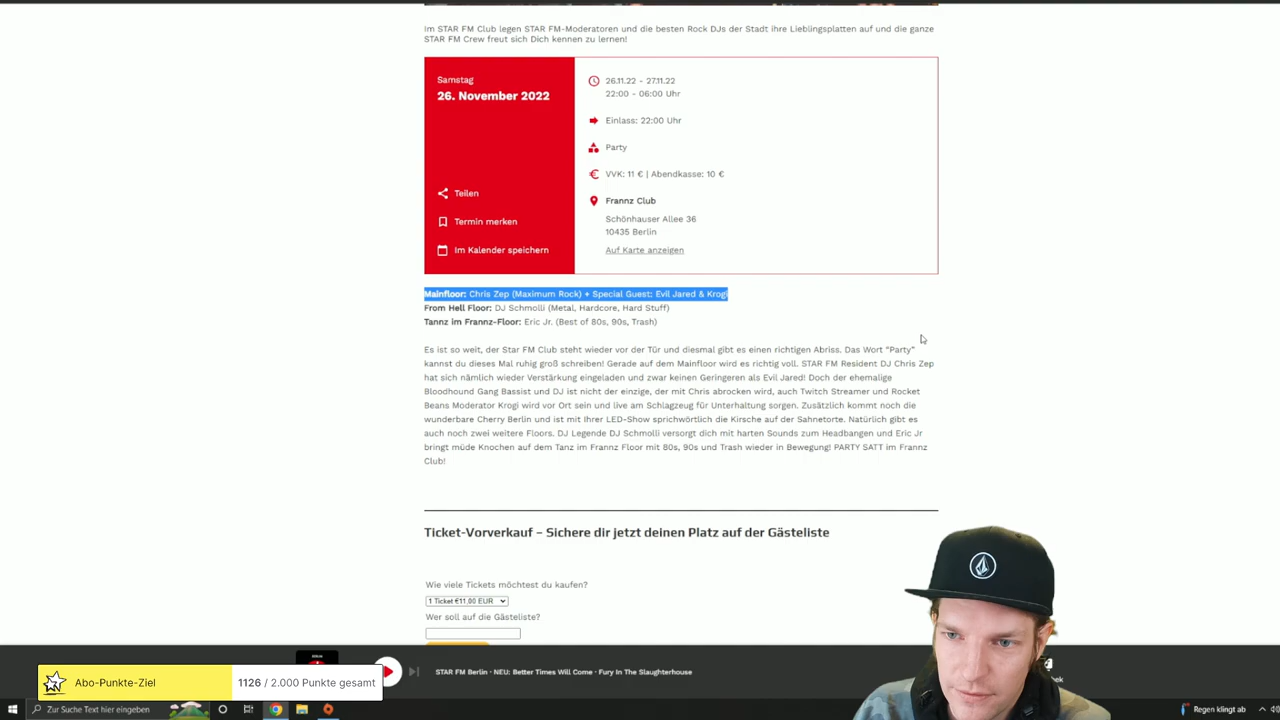 Im STAR FM Club legen STAR FM-Moderatoren und die besten Rock DJs der Stadt ihre Lieblingsplatten auf und die ganze
STAR FM Crew freut sich Dich kennen zu lernen!
Samstag
26. November 2022
Teilen
Termin merken
Im Kalender speichern
26.11.22 - 27.11.22
22:00 - 06:00 Uhr
Einlass: 22:00 Uhr
Party
VVK: 11 € | Abendkasse: 10 €
Frannz Club
Schönhauser Allee 36
10435 Berlin
Auf Karte anzeigen
Mainfloor: Chris Zep (Maximum Rock) + Special Guest: Evil Jared & Krogi
From Hell Floor: DJ Schmolli (Metal, Hardcore, Hard Stuff)
Tannz im Frannz-Floor: Eric Jr. (Best of 80s, 90s, Trash)
Es ist so weit, der Star FM Club steht wieder vor der Tür und diesmal gibt es einen richtigen Abriss. Das Wort “Party”
kannst du dieses Mal ruhig groß schreiben! Gerade auf dem Mainfloor wird es richtig voll. STAR FM Resident DJ Chris Zep
hat sich nämlich wieder Verstärkung eingeladen und zwar keinen Geringeren als Evil Jared! Doch der ehemalige
Bloodhound Gang Bassist und DJ ist nicht der einzige, der mit Chris abrocken wird, auch Twitch Streamer und Rocket
Beans Moderator Krogi wird vor Ort sein und live am Schlagzeug für Unterhaltung sorgen. Zusätzlich kommt noch die
wunderbare Cherry Berlin und ist mit Ihrer LED-Show sprichwörtlich die Kirsche auf der Sahnetorte. Natürlich gibt es
auch noch zwei weitere Floors. DJ Legende DJ Schmolli versorgt dich mit harten Sounds zum Headbangen und Eric Jr
bringt müde Knochen auf dem Tanz im Frannz Floor mit 80s, 90s und Trash wieder in Bewegung! PARTY SATT im Frannz
Club!
Ticket-Vorverkauf – Sichere dir jetzt deinen Platz auf der Gästeliste
Wie viele Tickets möchtest du kaufen?
1 Ticket €11,00 EUR
Wer soll auf die Gästeliste?
STAR FM Berlin · NEU: Better Times Will Come · Fury In The Slaughterhouse
Abo-Punkte-Ziel
1126 / 2.000 Punkte gesamt
Zur Suche Text hier eingeben
Regen klingt ab